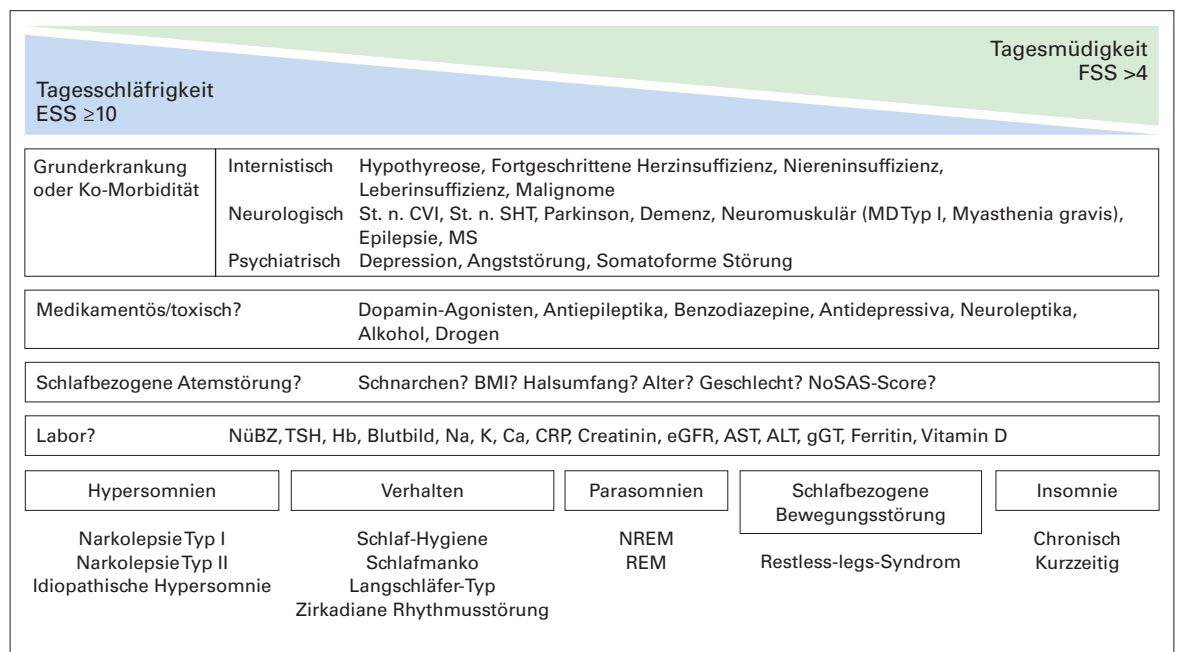 Tagesmüdigkeit
FSS >4
Tagesschläfrigkeit
ESS ≥10
Grunderkrankung
oder Ko-Morbidität
Internistisch Hypothyreose, Fortgeschrittene Herzinsuffizienz, Niereninsuffizienz,
Leberinsuffizienz, Malignome
Neurologisch St. n. CVI, St. n. SHT, Parkinson, Demenz, Neuromuskulär (MD Typ I, Myasthenia gravis),
Epilepsie, MS
Psychiatrisch Depression, Angststörung, Somatoforme Störung
Medikamentös/toxisch? Dopamin-Agonisten, Antiepileptika, Benzodiazepine, Antidepressiva, Neuroleptika,
Alkohol, Drogen
Schlafbezogene Atemstörung? Schnarchen? BMI? Halsumfang? Alter? Geschlecht? NoSAS-Score?
Labor? NüBZ, TSH, Hb, Blutbild, Na, K, Ca, CRP, Creatinin, eGFR, AST, ALT, gGT, Ferritin, Vitamin D
Hypersomnien
Narkolepsie Typ I
Narkolepsie Typ II
Idiopathische Hypersomnie
Verhalten
Schlaf-Hygiene
Schlafmanko
Langschläfer-Typ
Zirkadiane Rhythmusstörung
Parasomnien
NREM
REM
Schlafbezogene
Bewegungsstörung
Restless-legs-Syndrom
Insomnie
Chronisch
Kurzzeitig